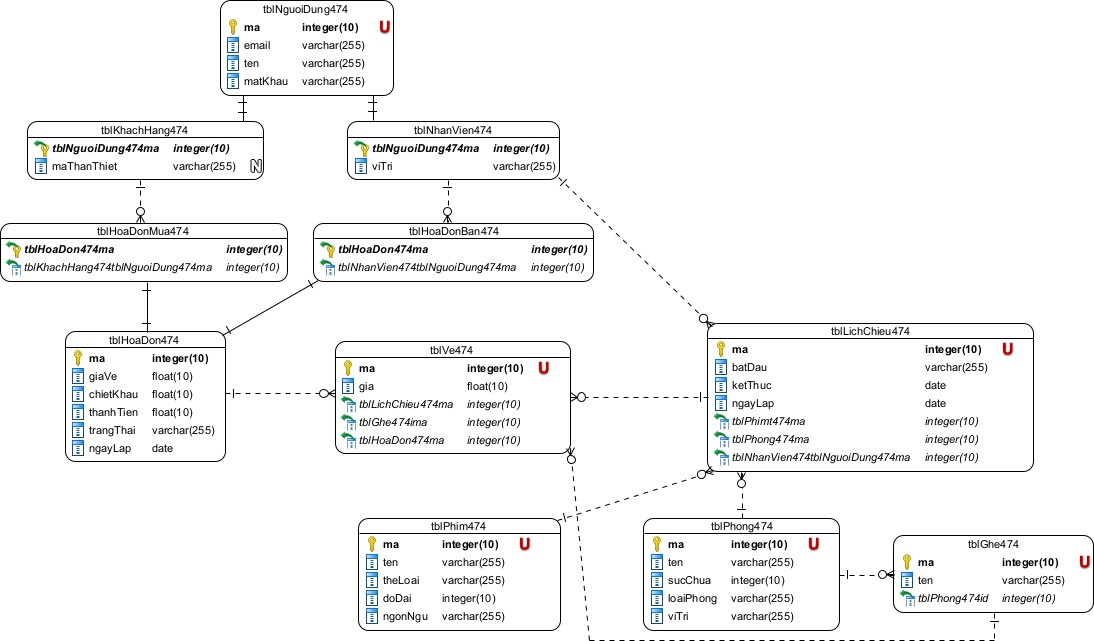 tblNguoiDung474
ma integer(10) U
email varchar(255)
ten varchar(255)
matKhau varchar(255)
tblKhachHang474
tblNguoiDung474ma integer(10)
maThanThiet varchar(255) N
tblNhanVien474
tblNguoiDung474ma integer(10)
viTri varchar(255)
tblHoaDonMua474
tblHoaDon474ma integer(10)
tblKhachHang474tblNguoiDung474ma integer(10)
tblHoaDonBan474
tblHoaDon474ma integer(10)
tblNhanVien474tblNguoiDung474ma integer(10)
tblHoaDon474
ma integer(10)
giaVe float(10)
chietKhau float(10)
thanhTien float(10)
trangThai varchar(255)
ngayLap date
tblVe474
ma integer(10) U
gia float(10)
tblLichChieu474ma integer(10)
tblGhe474ima integer(10)
tblHoaDon474ma integer(10)
tblLichChieu474
ma integer(10) U
batDau varchar(255)
ketThuc date
ngayLap date
tblPhimt474ma integer(10)
tblPhong474ma integer(10)
tblNhanVien474tblNguoiDung474ma integer(10)
tblPhim474
ma integer(10) U
ten varchar(255)
theLoai varchar(255)
doDai integer(10)
ngonNgu varchar(255)
tblPhong474
ma integer(10) U
ten varchar(255)
sucChua integer(10)
loaiPhong varchar(255)
viTri varchar(255)
tblGhe474
ma integer(10) U
ten varchar(255)
tblPhong474id integer(10)